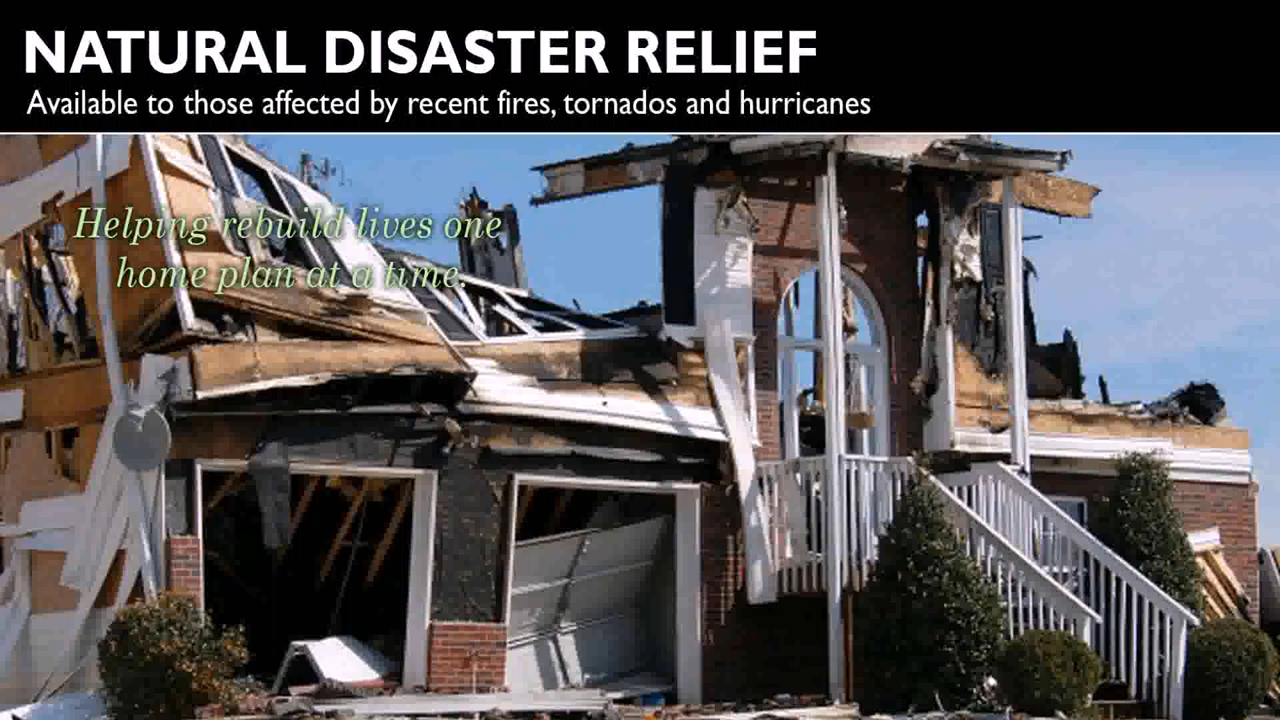 NATURAL DISASTER RELIEF
Available to those affected by recent fires, tornados and hurricanes
Helping rebuild lives one
home plan at a time.